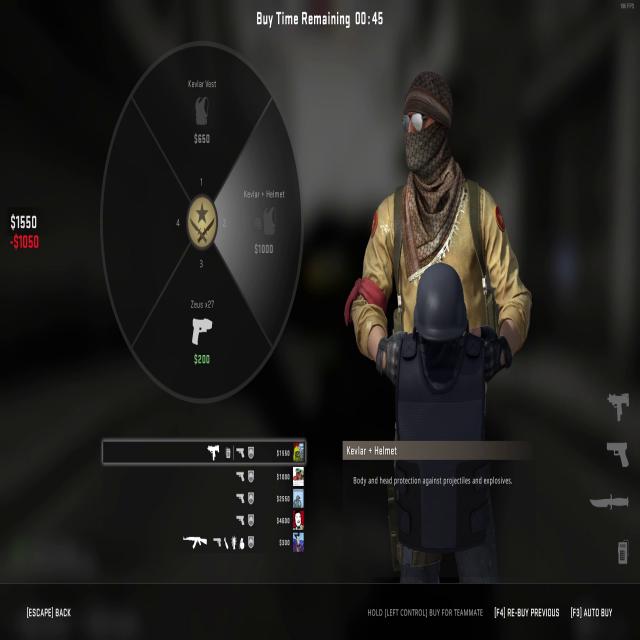 Buy Time Remaining 00:45
Kevlar Vest
$650
$1550
-$1050
1
4
2
3
Kevlar + Helmet
$1000
Zeus x27
$200
$1550
$1000
$2550
$4600
$300
Kevlar + Helmet
Body and head protection against projectiles and explosives.
[ESCAPE] BACK
HOLD [LEFT CONTROL] BUY FOR TEAMMATE
[F4] RE-BUY PREVIOUS
[F3] AUTO BUY